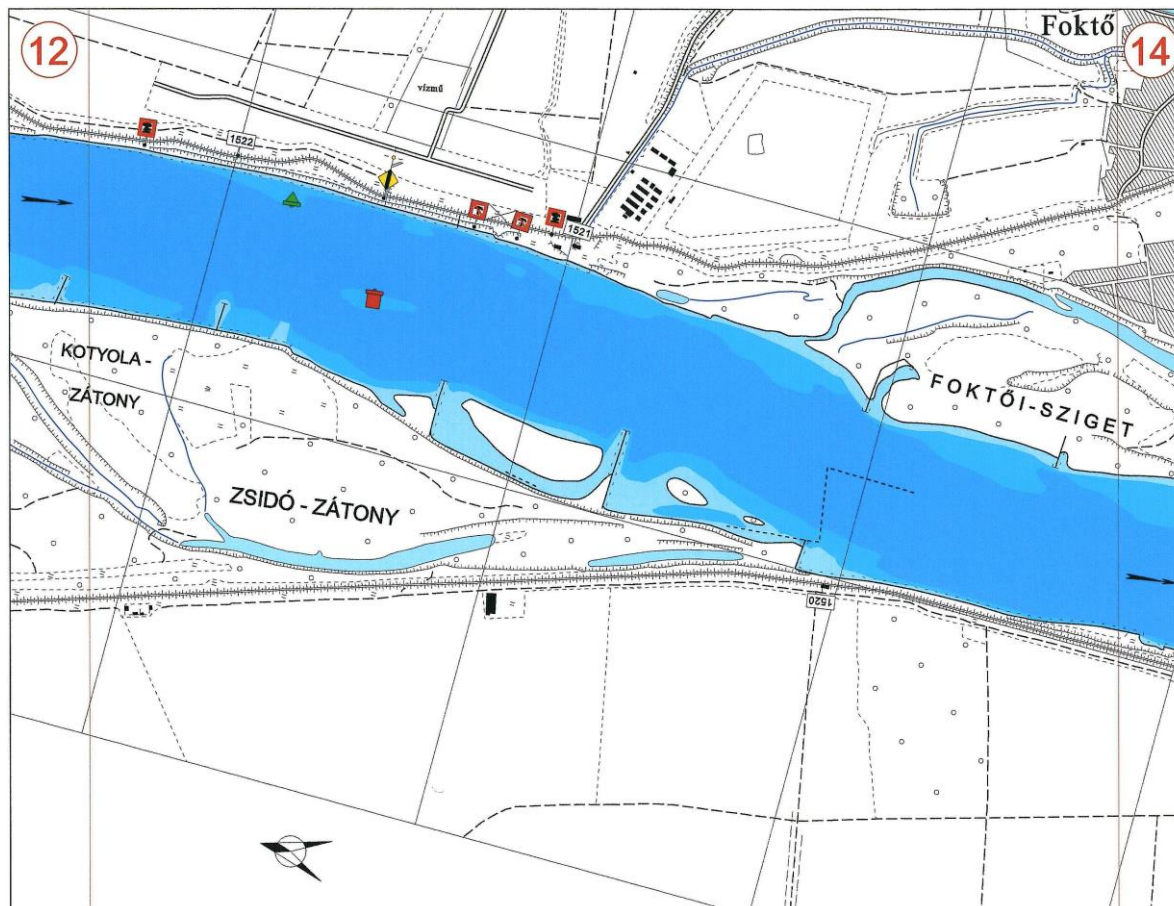 12
Foktő
14
vízmű
1522
1521
KOTYOLA -
ZÁTONY
FOKTŐI-SZIGET
ZSIDÓ - ZÁTONY
1520